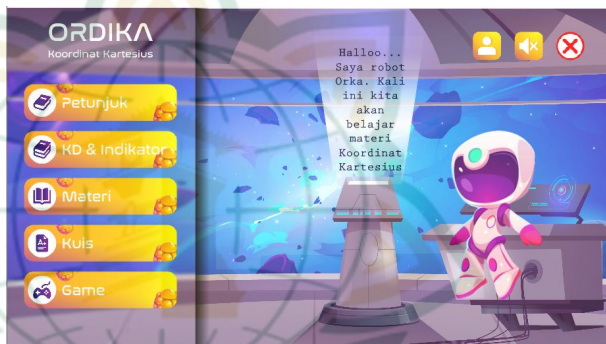 ORDIKA
Koordinat Kartesius
Petunjuk
KD & Indikator
Materi
Kuis
Game
Halloo...
Saya robot
Orka. Kali
ini kita
akan
belajar
materi
Koordinat
Kartesius